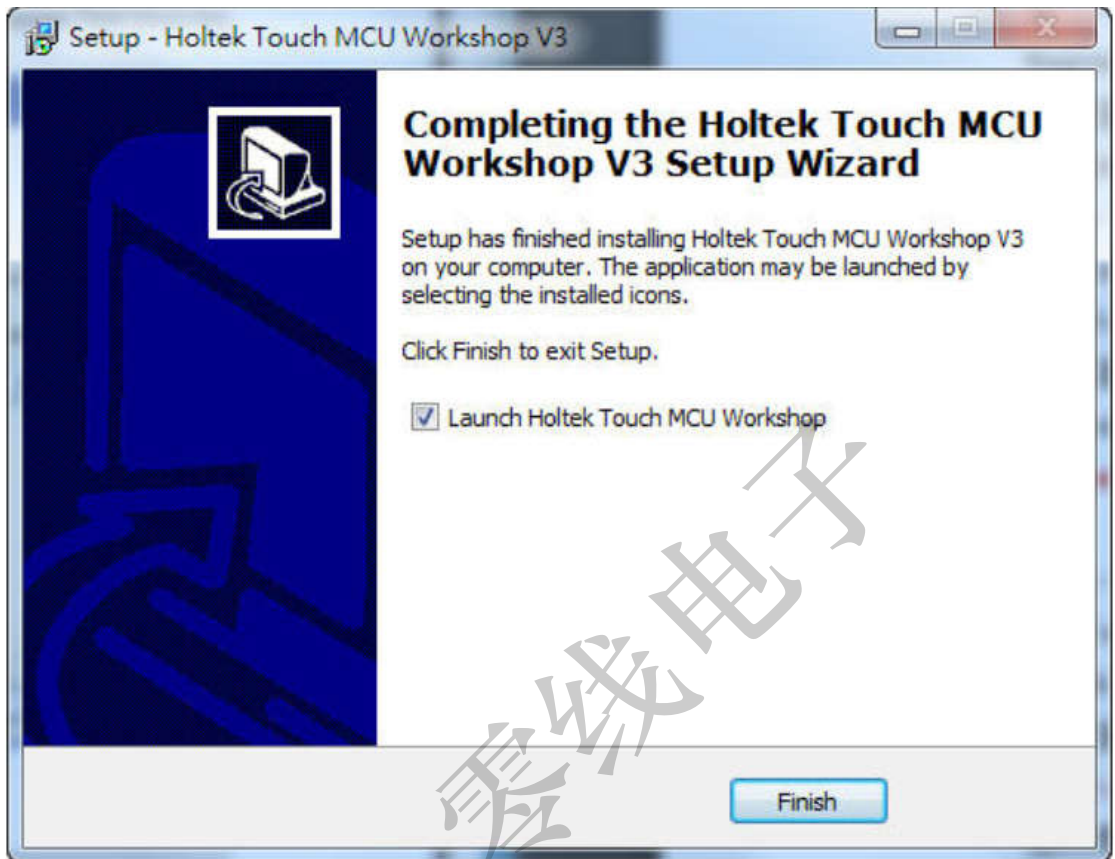 Setup - Holtek Touch MCU Workshop V3
Completing the Holtek Touch MCU
Workshop V3 Setup Wizard
Setup has finished installing Holtek Touch MCU Workshop V3
on your computer. The application may be launched by
selecting the installed icons.
Click Finish to exit Setup.
Launch Holtek Touch MCU Workshop
零线电子
Finish